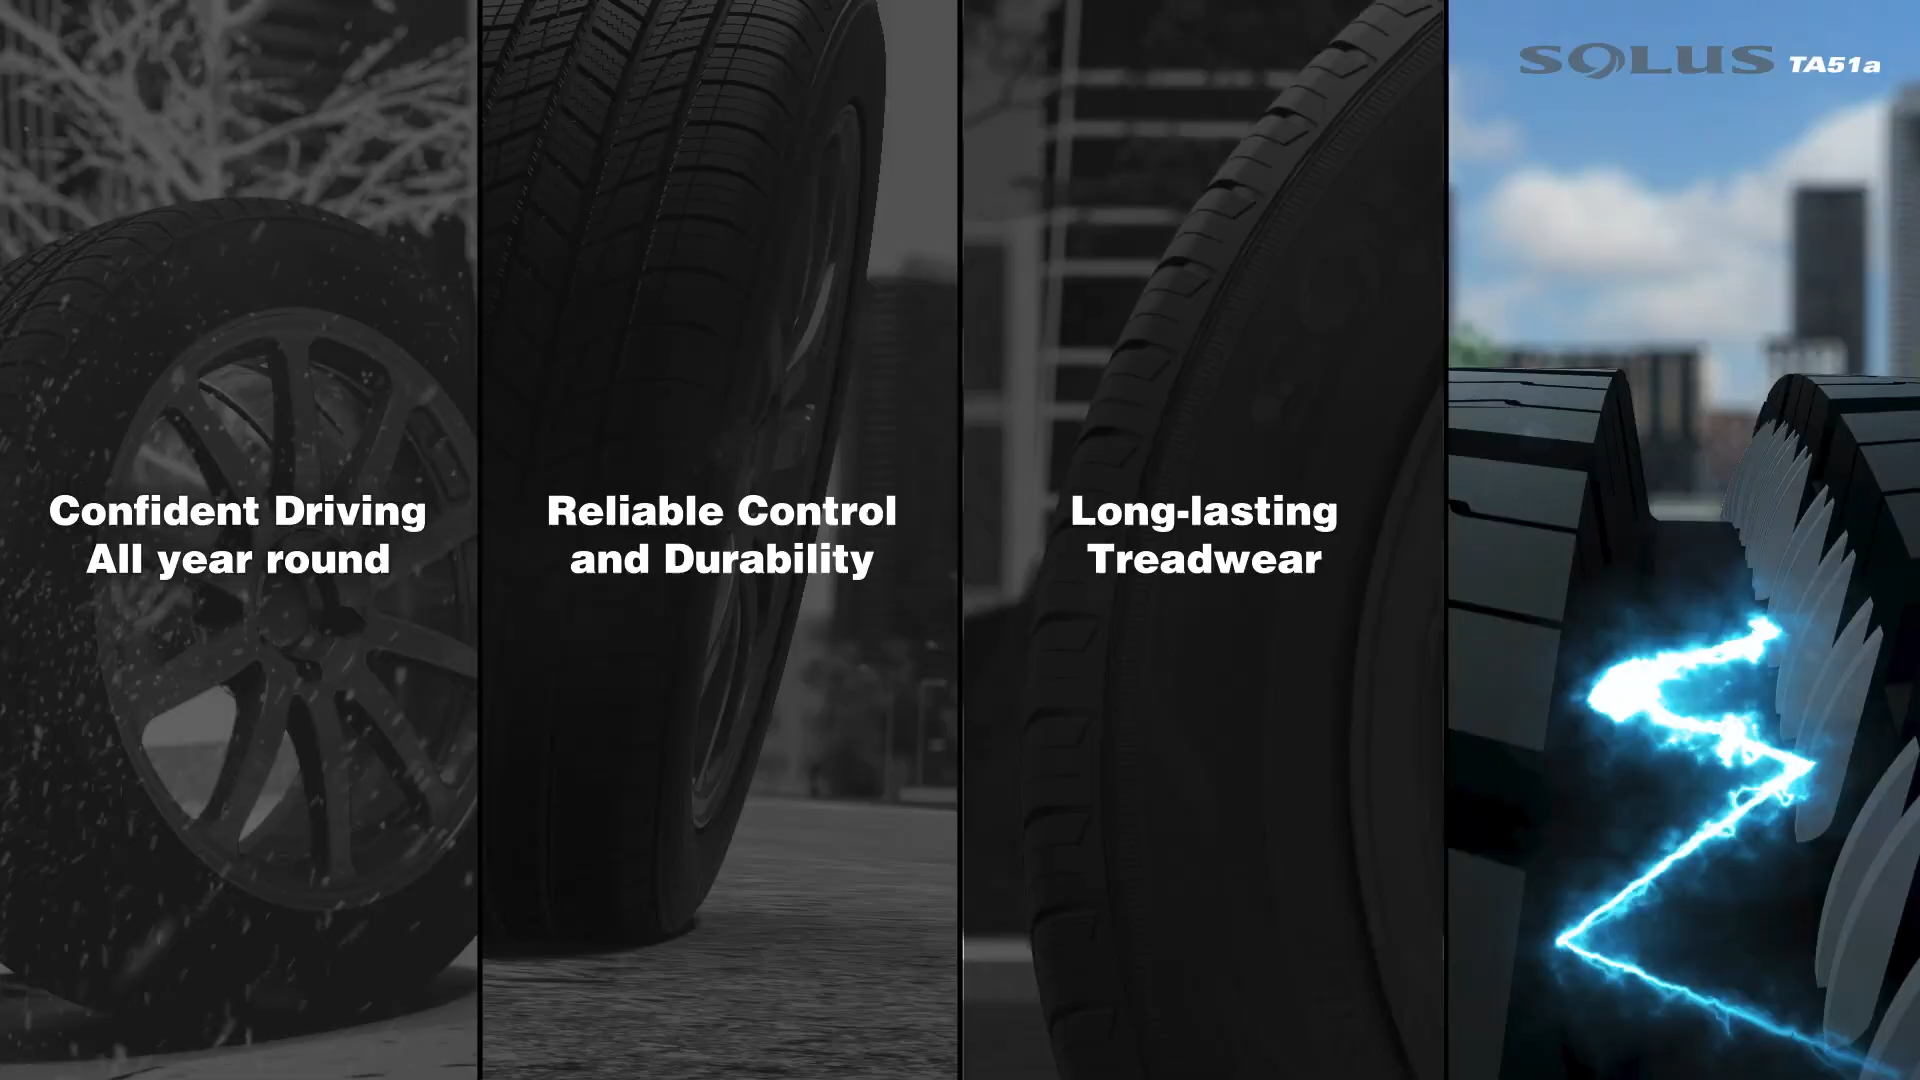 Confident Driving
All year round
Reliable Control
and Durability
Long-lasting
Treadwear
SOLUS TA51a